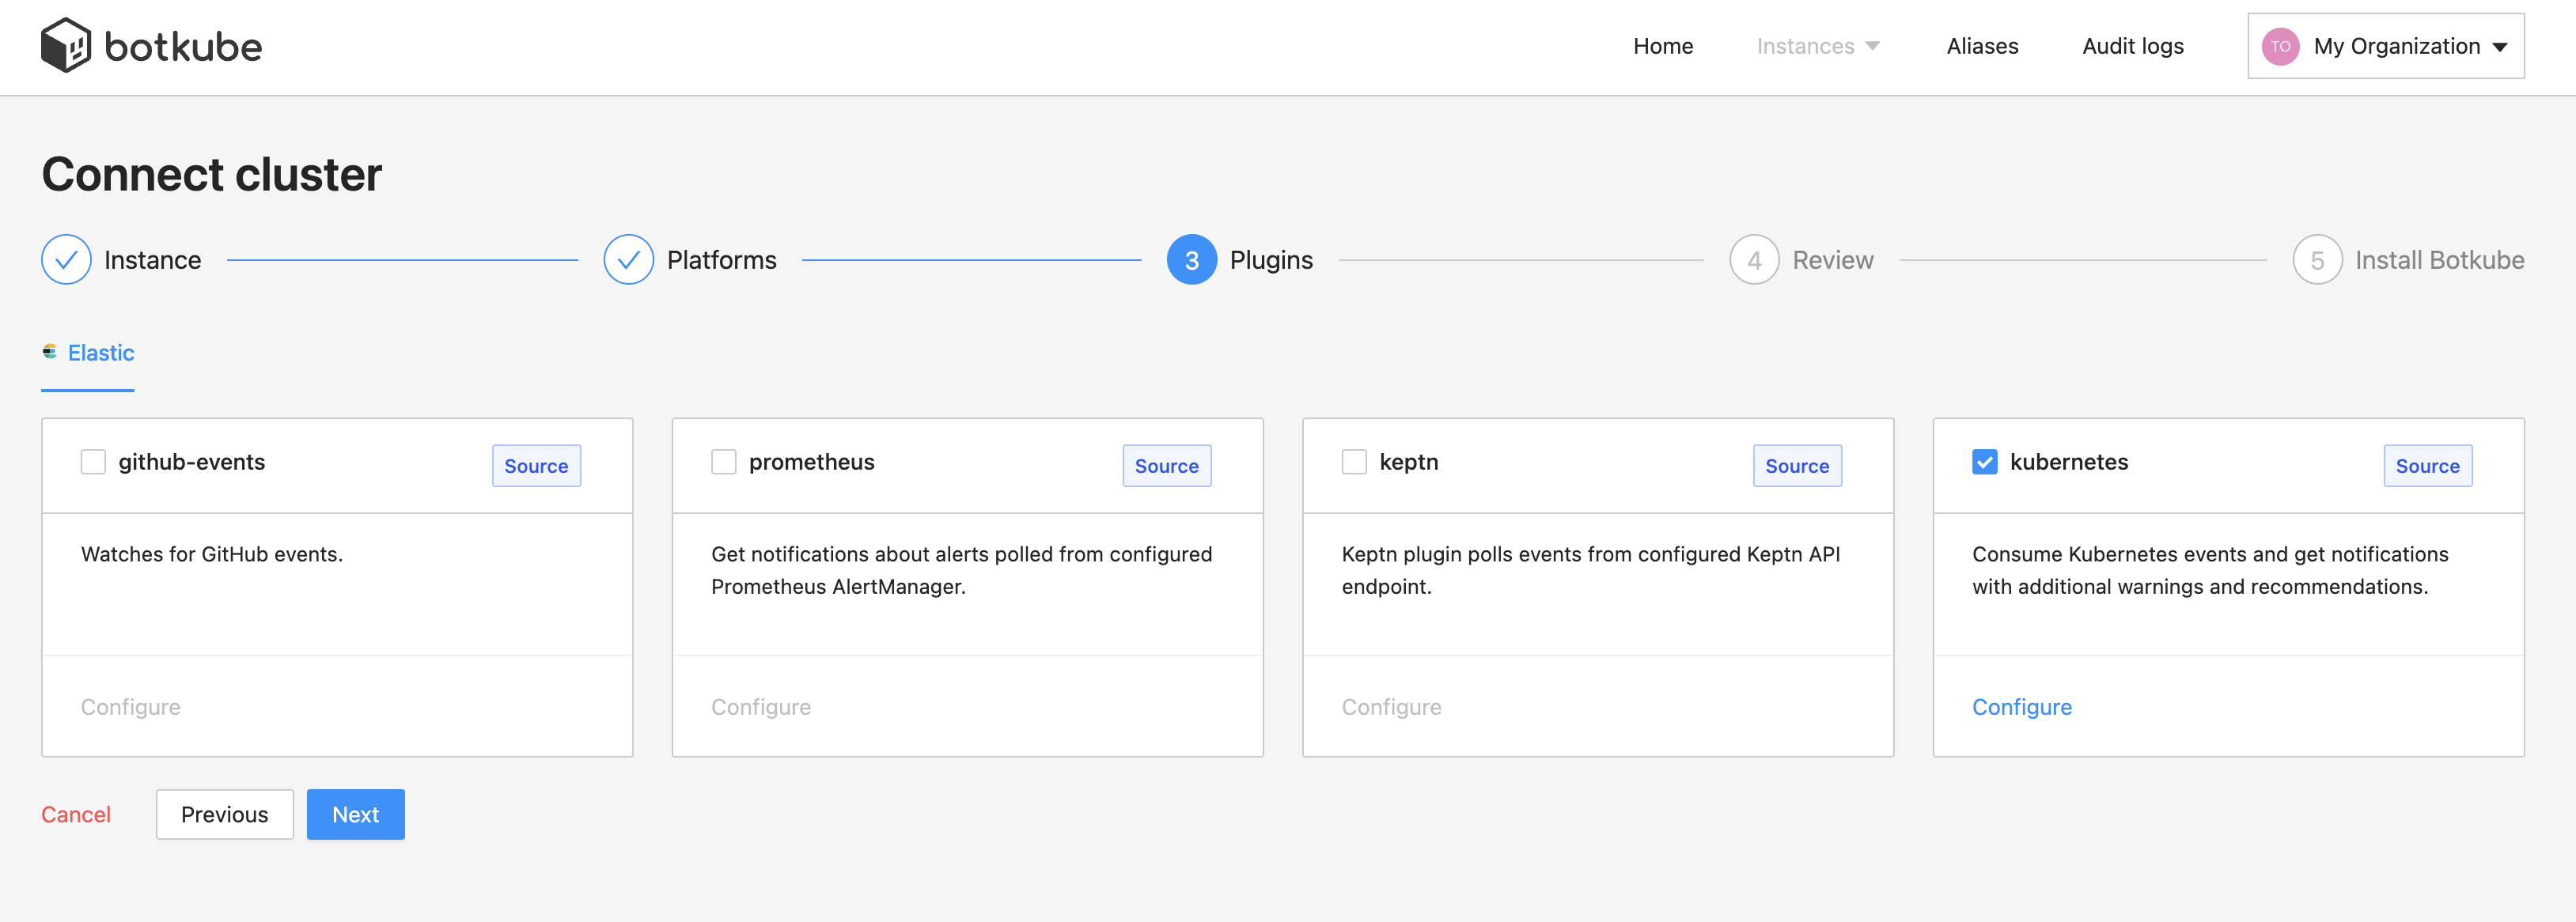 botkube
Home Instances Aliases Audit logs TO My Organization
Connect cluster
Instance Platforms 3 Plugins 4 Review 5 Install Botkube
Elastic
github-events Source
Watches for GitHub events.
Configure
prometheus Source
Get notifications about alerts polled from configured
Prometheus AlertManager.
Configure
keptn Source
Keptn plugin polls events from configured Keptn API
endpoint.
Configure
kubernetes Source
Consume Kubernetes events and get notifications
with additional warnings and recommendations.
Configure
Cancel Previous Next